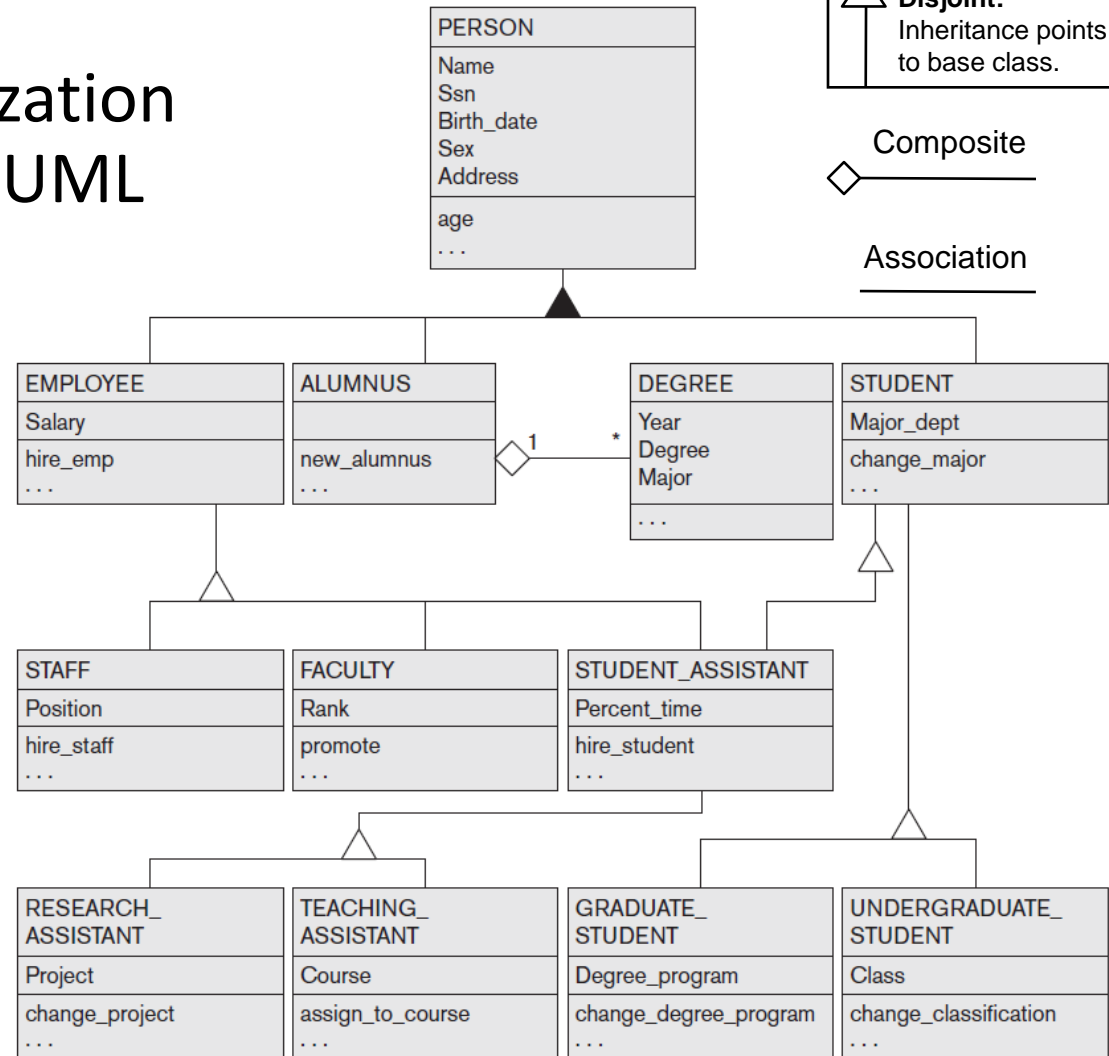 ization
UML
Disjoint:
Inheritance points
to base class.
Composite
Association
PERSON
Name
Ssn
Birth_date
Sex
Address
age
. . .
EMPLOYEE
Salary
hire_emp
. . .
ALUMNUS
new_alumnus
. . .
1
*
DEGREE
Year
Degree
Major
. . .
STUDENT
Major_dept
change_major
. . .
STAFF
Position
hire_staff
. . .
FACULTY
Rank
promote
. . .
STUDENT_ASSISTANT
Percent_time
hire_student
. . .
RESEARCH_
ASSISTANT
Project
change_project
. . .
TEACHING_
ASSISTANT
Course
assign_to_course
. . .
GRADUATE_
STUDENT
Degree_program
change_degree_program
. . .
UNDERGRADUATE_
STUDENT
Class
change_classification
. . .